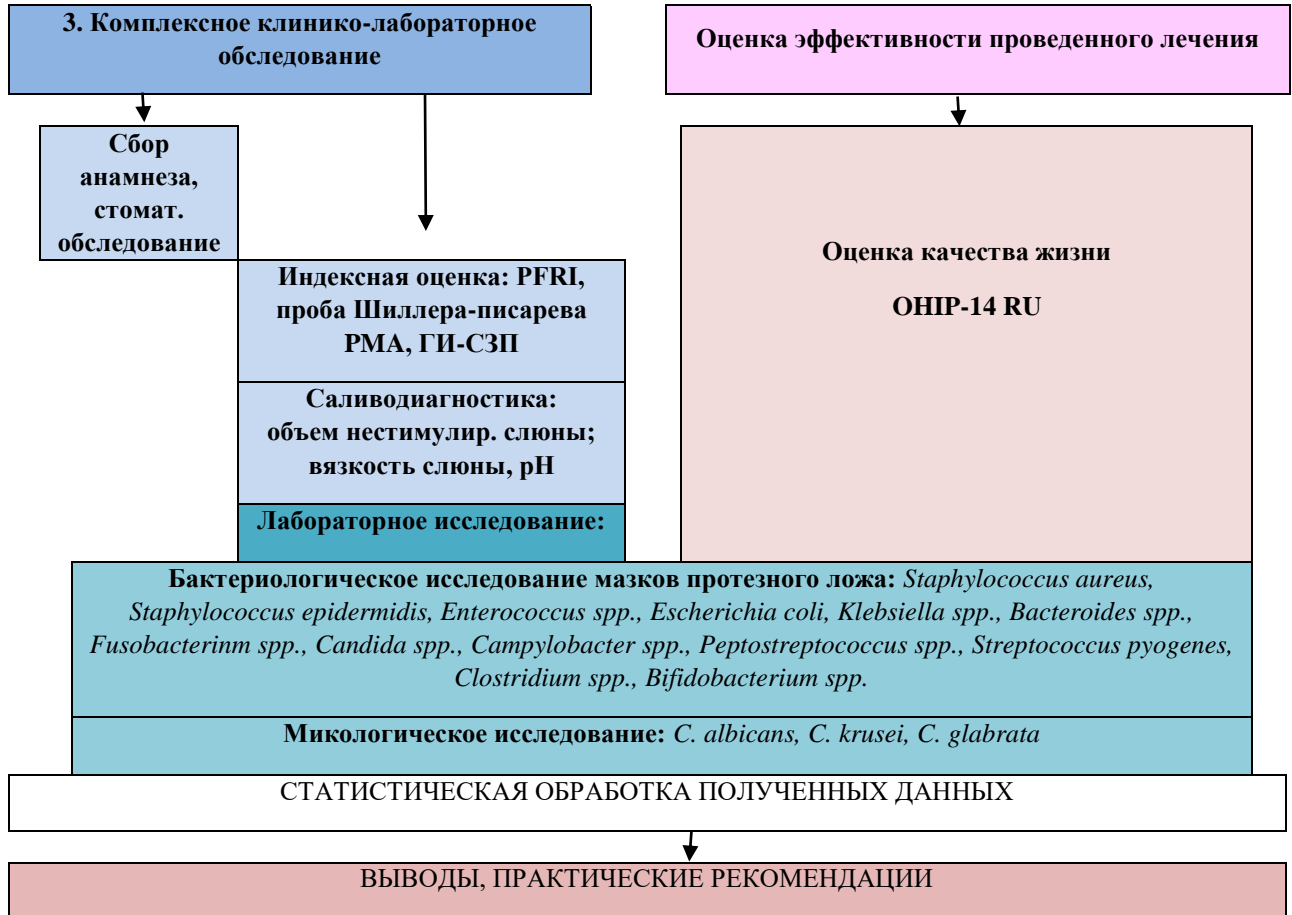 3. Комплексное клинико-лабораторное
обследование
Оценка эффективности проведенного лечения
Сбор
анамнеза,
стомат.
обследование
Индексная оценка: PFRI,
проба Шиллера-писарева
РМА, ГИ-СЗП
Саливодиагностика:
объем нестимулир. слюны;
вязкость слюны, pH
Лабораторное исследование:
Оценка качества жизни
OHIP-14 RU
Бактериологическое исследование мазков протезного ложа: Staphylococcus aureus,
Staphylococcus epidermidis, Enterococcus spp., Escherichia coli, Klebsiella spp., Bacteroides spp.,
Fusobacterinm spp., Candida spp., Campylobacter spp., Peptostreptococcus spp., Streptococcus pyogenes,
Clostridium spp., Bifidobacterium spp.
Микологическое исследование: C. albicans, C. krusei, C. glabrata
СТАТИСТИЧЕСКАЯ ОБРАБОТКА ПОЛУЧЕННЫХ ДАННЫХ
ВЫВОДЫ, ПРАКТИЧЕСКИЕ РЕКОМЕНДАЦИИ